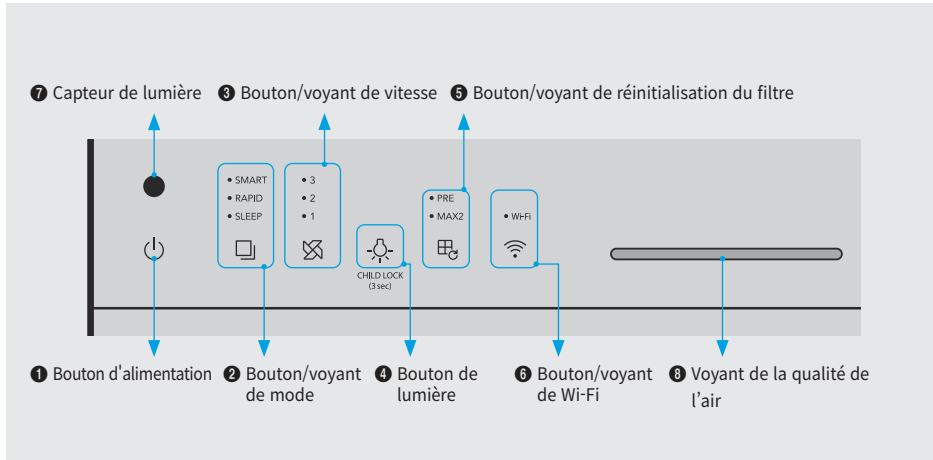 ❼ Capteur de lumière ❸ Bouton/voyant de vitesse ❺ Bouton/voyant de réinitialisation du filtre
• SMART
• RAPID
• SLEEP
• 3
• 2
• 1
CHILD LOCK
(3 sec)
• PRE
• MAX2
• Wi-Fi
❶ Bouton d'alimentation
❷ Bouton/voyant
de mode
❹ Bouton de
lumière
❻ Bouton/voyant
de Wi-Fi
❽ Voyant de la qualité de
l’air